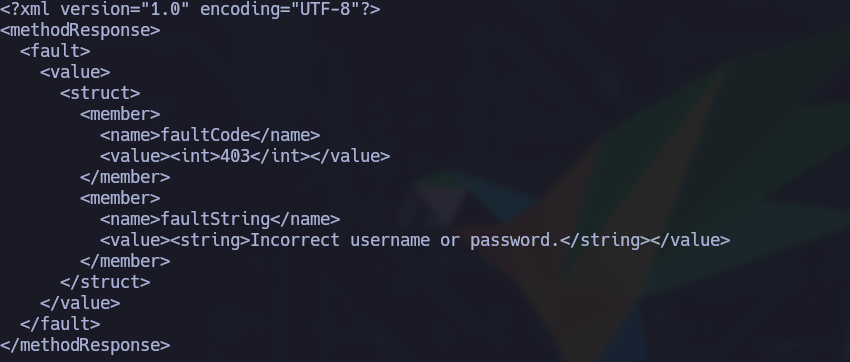 <?xml version="1.0" encoding="UTF-8"?>
<methodResponse>
  <fault>
    <value>
      <struct>
        <member>
          <name>faultCode</name>
          <value><int>403</int></value>
        </member>
        <member>
          <name>faultString</name>
          <value><string>Incorrect username or password.</string></value>
        </member>
      </struct>
    </value>
  </fault>
</methodResponse>